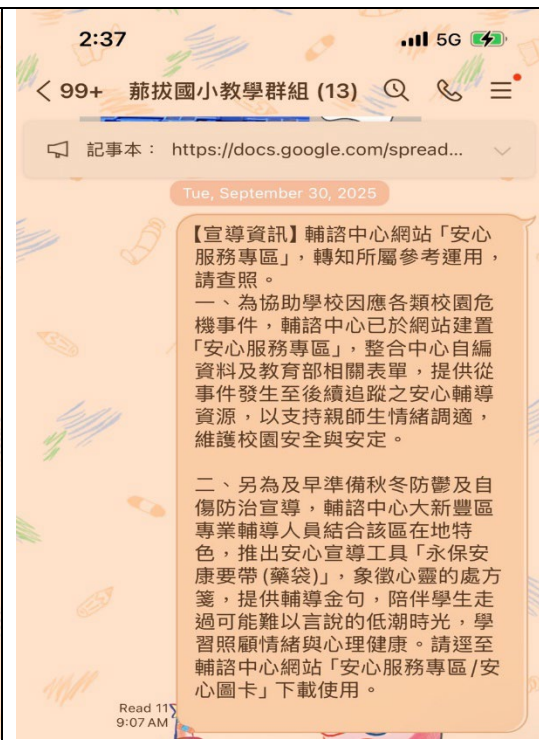 2:37
5G
99+ 蔀拔國小教學群組 (13)
記事本： https://docs.google.com/spread...
Tue, September 30, 2025
【宣導資訊】輔諮中心網站「安心
服務專區」，轉知所屬參考運用，
請查照。
一、為協助學校因應各類校園危
機事件，輔諮中心已於網站建置
「安心服務專區」，整合中心自編
資料及教育部相關表單，提供從
事件發生至後續追蹤之安心輔導
資源，以支持親師生情緒調適，
維護校園安全與安定。
二、另為及早準備秋冬防鬱及自
傷防治宣導，輔諮中心大新豐區
專業輔導人員結合該區在地特
色，推出安心宣導工具「永保安
康要帶(藥袋)」，象徵心靈的處方
箋，提供輔導金句，陪伴學生走
過可能難以言說的低潮時光，學
習照顧情緒與心理健康。請逕至
輔諮中心網站「安心服務專區/安
心圖卡」下載使用。
Read 11
9:07 AM